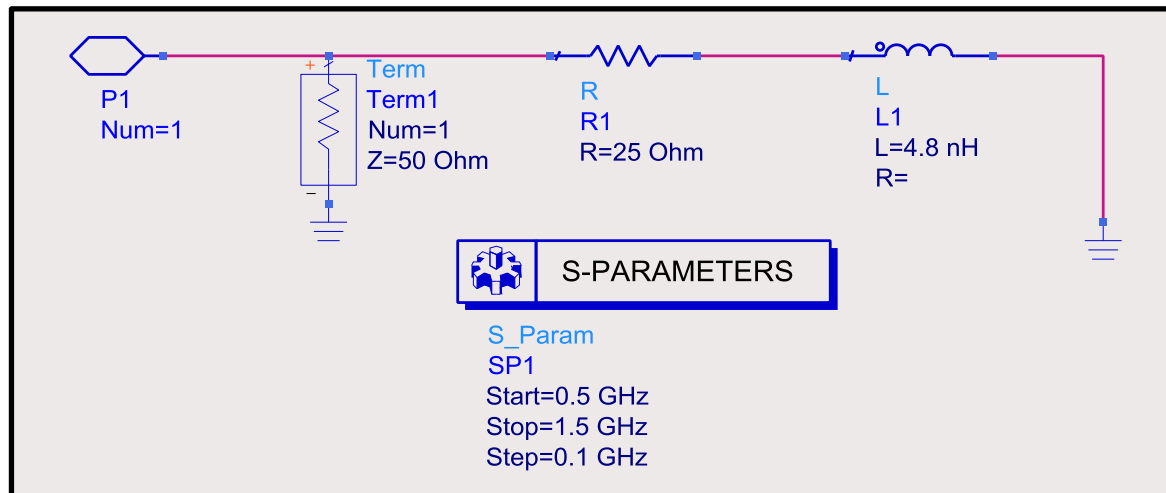 P1
Num=1
Term
Term1
Num=1
Z=50 Ohm
R
R1
R=25 Ohm
L
L1
L=4.8 nH
R=
S-PARAMETERS
S_Param
SP1
Start=0.5 GHz
Stop=1.5 GHz
Step=0.1 GHz